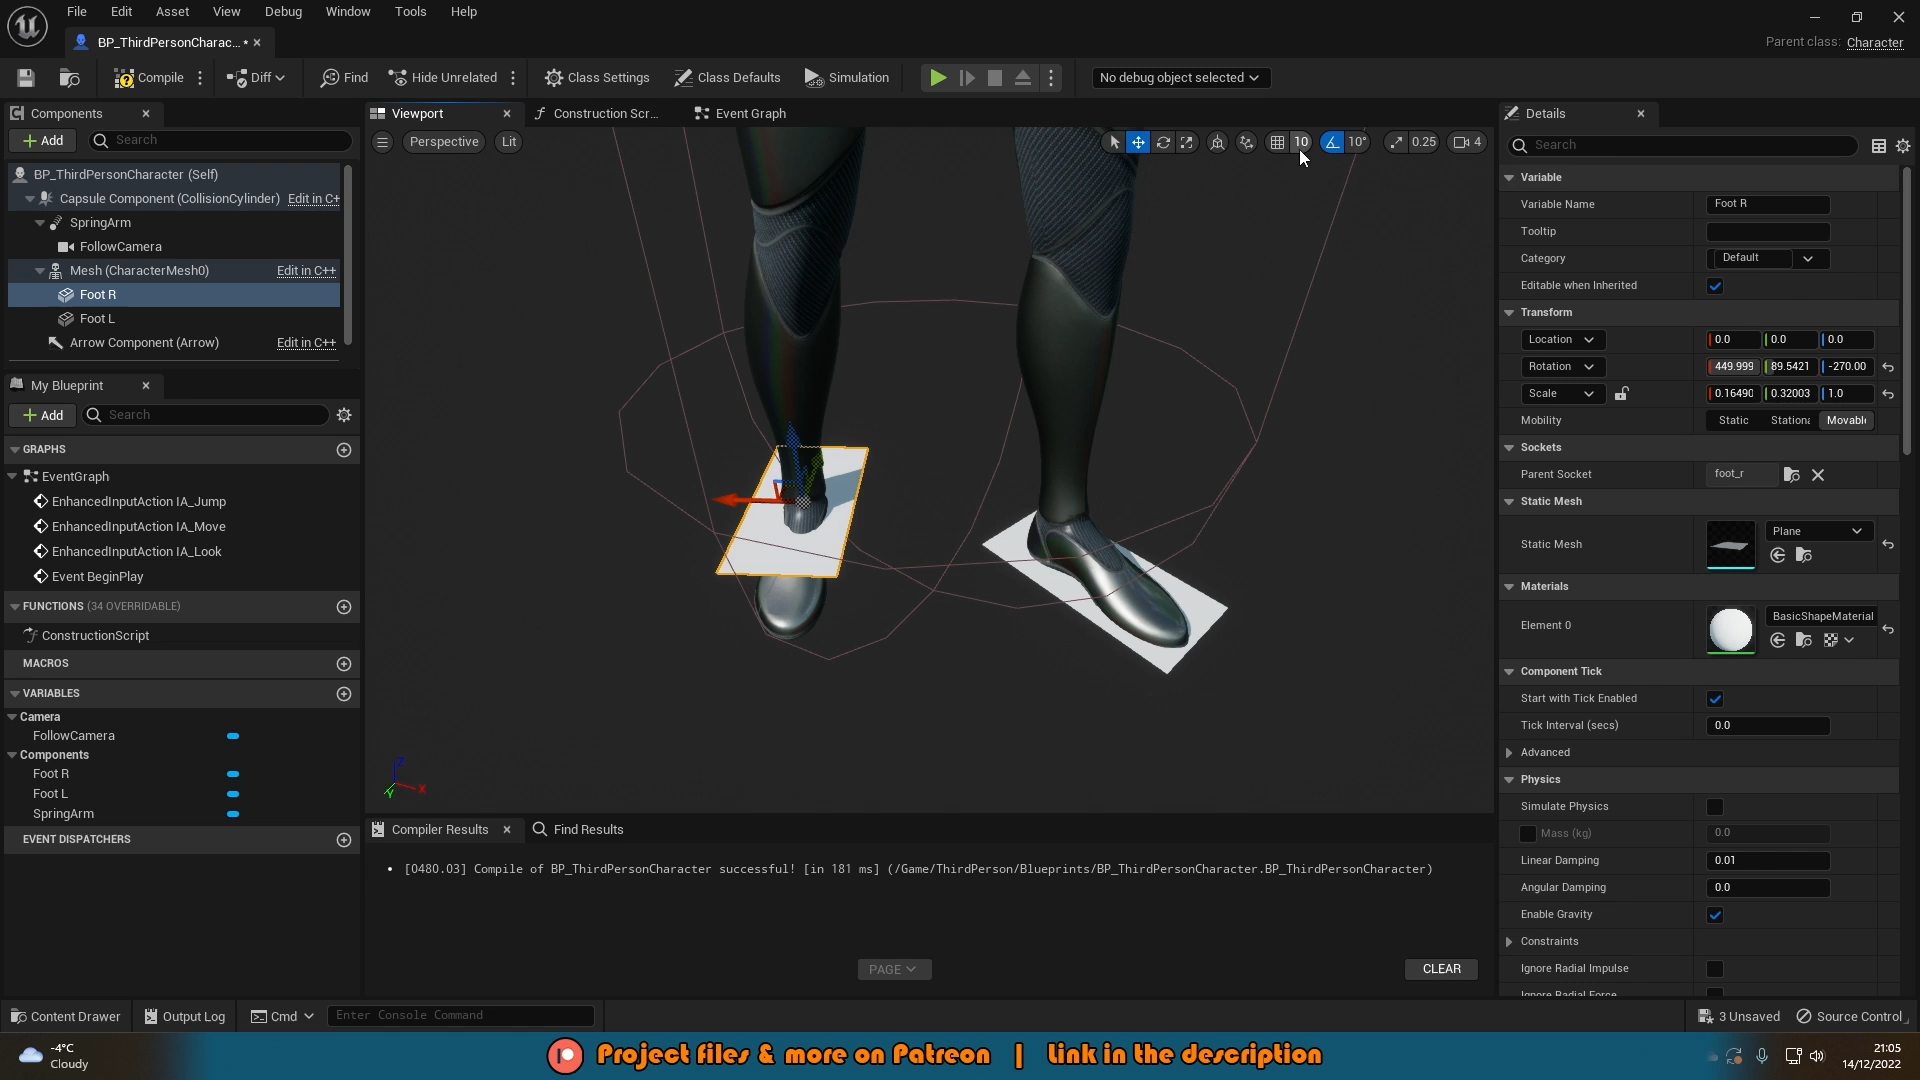 File Edit Asset View Debug Window Tools Help
BP_ThirdPersonCharac... •
Parent class: Character
Compile Diff Find Hide Unrelated Class Settings Class Defaults Simulation No debug object selected
Components
Add Search
BP_ThirdPersonCharacter (Self)
Capsule Component (CollisionCylinder) Edit in C+
SpringArm
FollowCamera
Mesh (CharacterMesh0) Edit in C++
Foot R
Foot L
Arrow Component (Arrow) Edit in C++
My Blueprint
Add Search
GRAPHS
EventGraph
EnhancedInputAction IA_Jump
EnhancedInputAction IA_Move
EnhancedInputAction IA_Look
Event BeginPlay
FUNCTIONS (34 OVERRIDABLE)
ConstructionScript
MACROS
VARIABLES
Camera
FollowCamera
Components
Foot R
Foot L
SpringArm
EVENT DISPATCHERS
Viewport Construction Scr... Event Graph
Perspective Lit 10 10° 0.25 4
Z
X
Y
Compiler Results Find Results
• [0480.03] Compile of BP_ThirdPersonCharacter successful! [in 181 ms] (/Game/ThirdPerson/Blueprints/BP_ThirdPersonCharacter.BP_ThirdPersonCharacter)
PAGE CLEAR
Details
Search
Variable
Variable Name Foot R
Tooltip
Category Default
Editable when Inherited
Transform
Location 0.0 0.0 0.0
Rotation 449.999 89.5421 -270.00
Scale 0.16490 0.32003 1.0
Mobility Static Stationa Movable
Sockets
Parent Socket foot_r
Static Mesh
Static Mesh Plane
Materials
Element 0 BasicShapeMaterial
Component Tick
Start with Tick Enabled
Tick Interval (secs) 0.0
Advanced
Physics
Simulate Physics
Mass (kg) 0.0
Linear Damping 0.01
Angular Damping 0.0
Enable Gravity
Constraints
Ignore Radial Impulse
Ignore Radial Force
Content Drawer Output Log Cmd Enter Console Command 3 Unsaved Source Control
-4°C
Cloudy
Project files & more on Patreon | Link in the description
21:05
14/12/2022